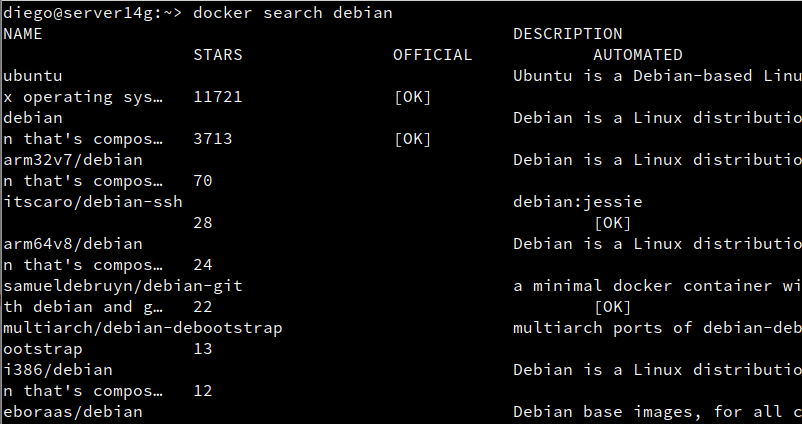 diego@server14g:~> docker search debian
NAME DESCRIPTION
STARS OFFICIAL AUTOMATED
ubuntu Ubuntu is a Debian-based Linu
x operating sys… 11721 [OK]
debian Debian is a Linux distributio
n that's compos… 3713 [OK]
arm32v7/debian Debian is a Linux distributio
n that's compos… 70
itscaro/debian-ssh debian:jessie
28 [OK]
arm64v8/debian Debian is a Linux distributio
n that's compos… 24
samueldebruyn/debian-git a minimal docker container wi
th debian and g… 22 [OK]
multiarch/debian-debootstrap multiarch ports of debian-deb
ootstrap 13
i386/debian Debian is a Linux distributio
n that's compos… 12
eboraas/debian Debian base images, for all c